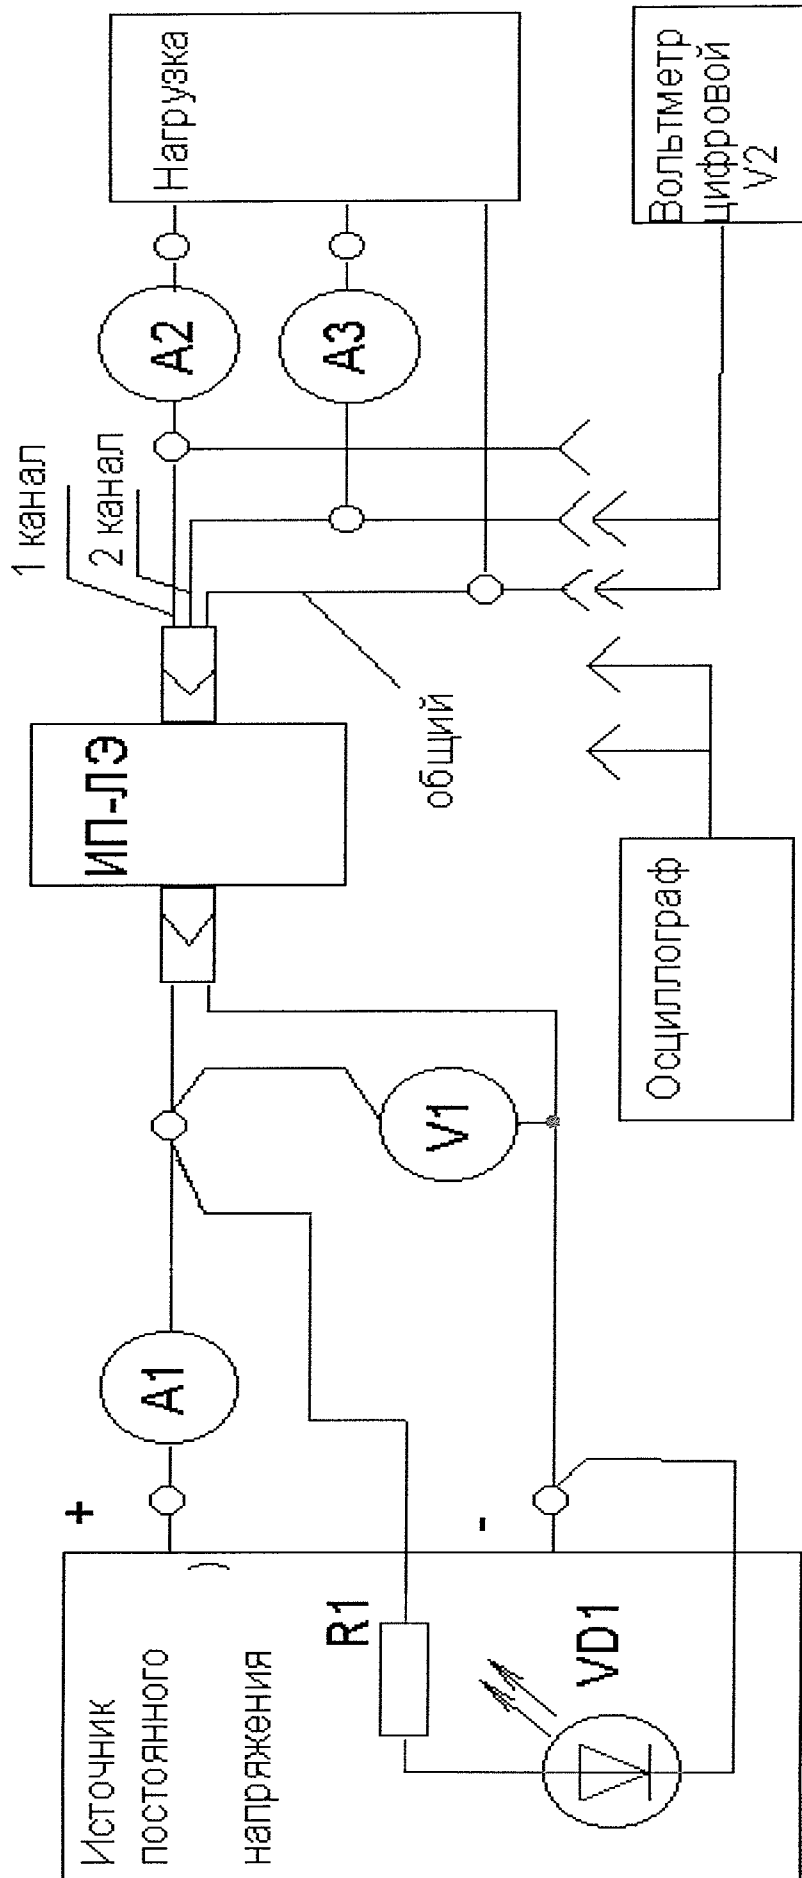 Источник
постоянного
напряжения
+
-
R1
VD1
A1
V1
ИП-ЛЭ
1 канал
2 канал
общий
A2
A3
Нагрузка
Осциллограф
Вольтметр
цифровой
V2